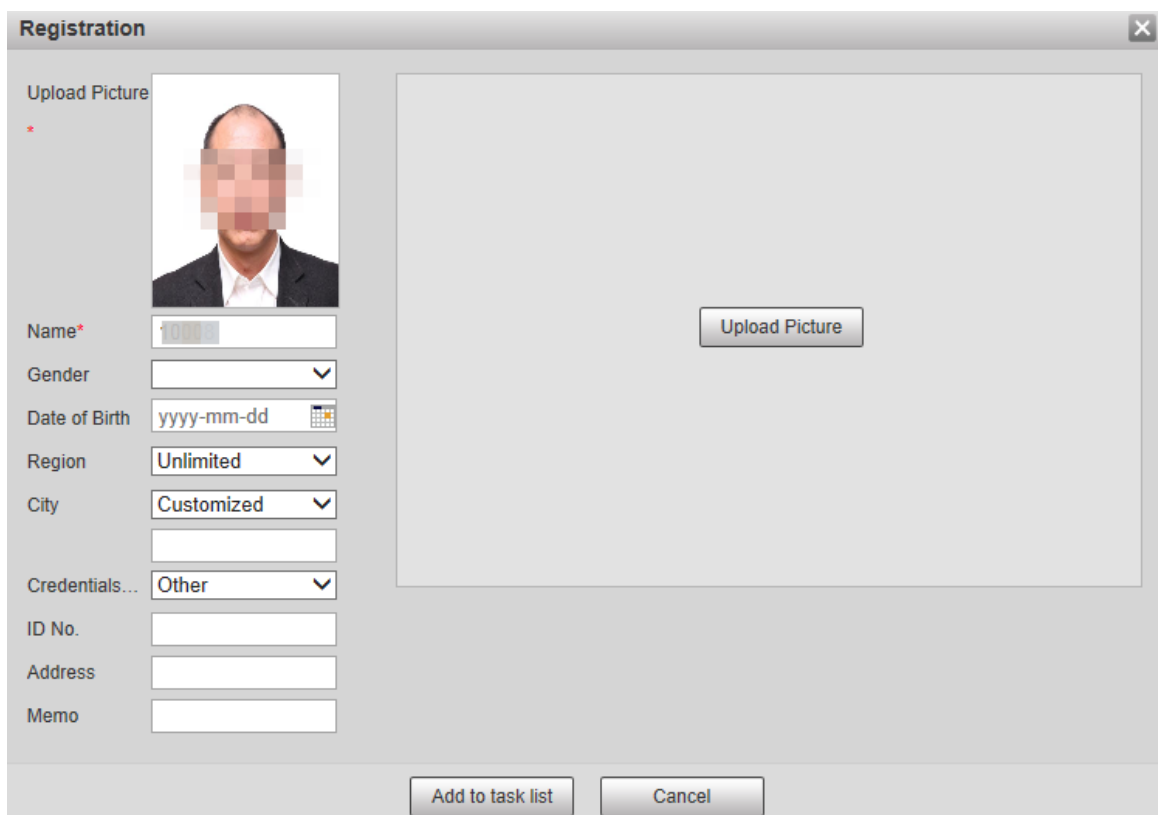 Registration
Upload Picture
*
Name*
Gender
Date of Birth yyyy-mm-dd
Region Unlimited
City Customized
Credentials... Other
ID No.
Address
Memo
Upload Picture
Add to task list Cancel